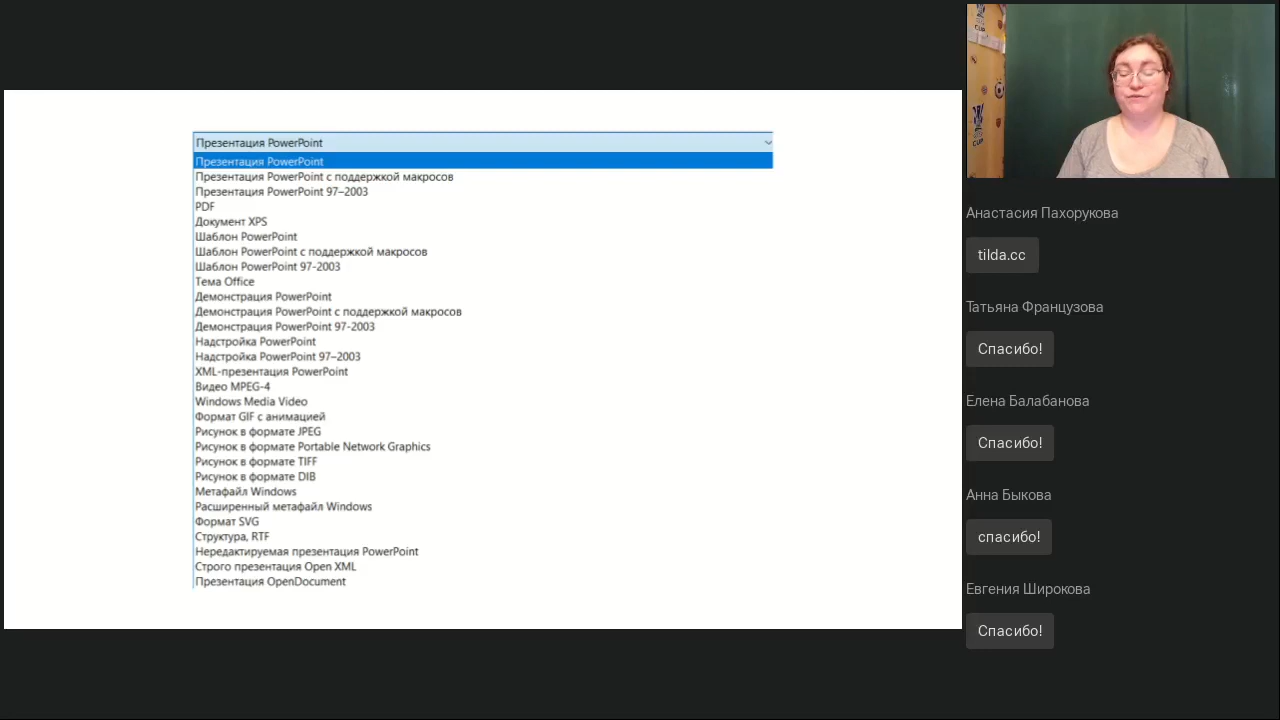 Презентация PowerPoint
Презентация PowerPoint
Презентация PowerPoint с поддержкой макросов
Презентация PowerPoint 97–2003
PDF
Документ XPS
Шаблон PowerPoint
Шаблон PowerPoint с поддержкой макросов
Шаблон PowerPoint 97-2003
Тема Office
Демонстрация PowerPoint
Демонстрация PowerPoint с поддержкой макросов
Демонстрация PowerPoint 97-2003
Надстройка PowerPoint
Надстройка PowerPoint 97–2003
XML-презентация PowerPoint
Видео MPEG-4
Windows Media Video
Формат GIF с анимацией
Рисунок в формате JPEG
Рисунок в формате Portable Network Graphics
Рисунок в формате TIFF
Рисунок в формате DIB
Метафайл Windows
Расширенный метафайл Windows
Формат SVG
Структура, RTF
Нередактируемая презентация PowerPoint
Строго презентация Open XML
Презентация OpenDocument
CUP
CUP
Анастасия Пахорукова
tilda.cc
Татьяна Французова
Спасибо!
Елена Балабанова
Спасибо!
Анна Быкова
спасибо!
Евгения Широкова
Спасибо!